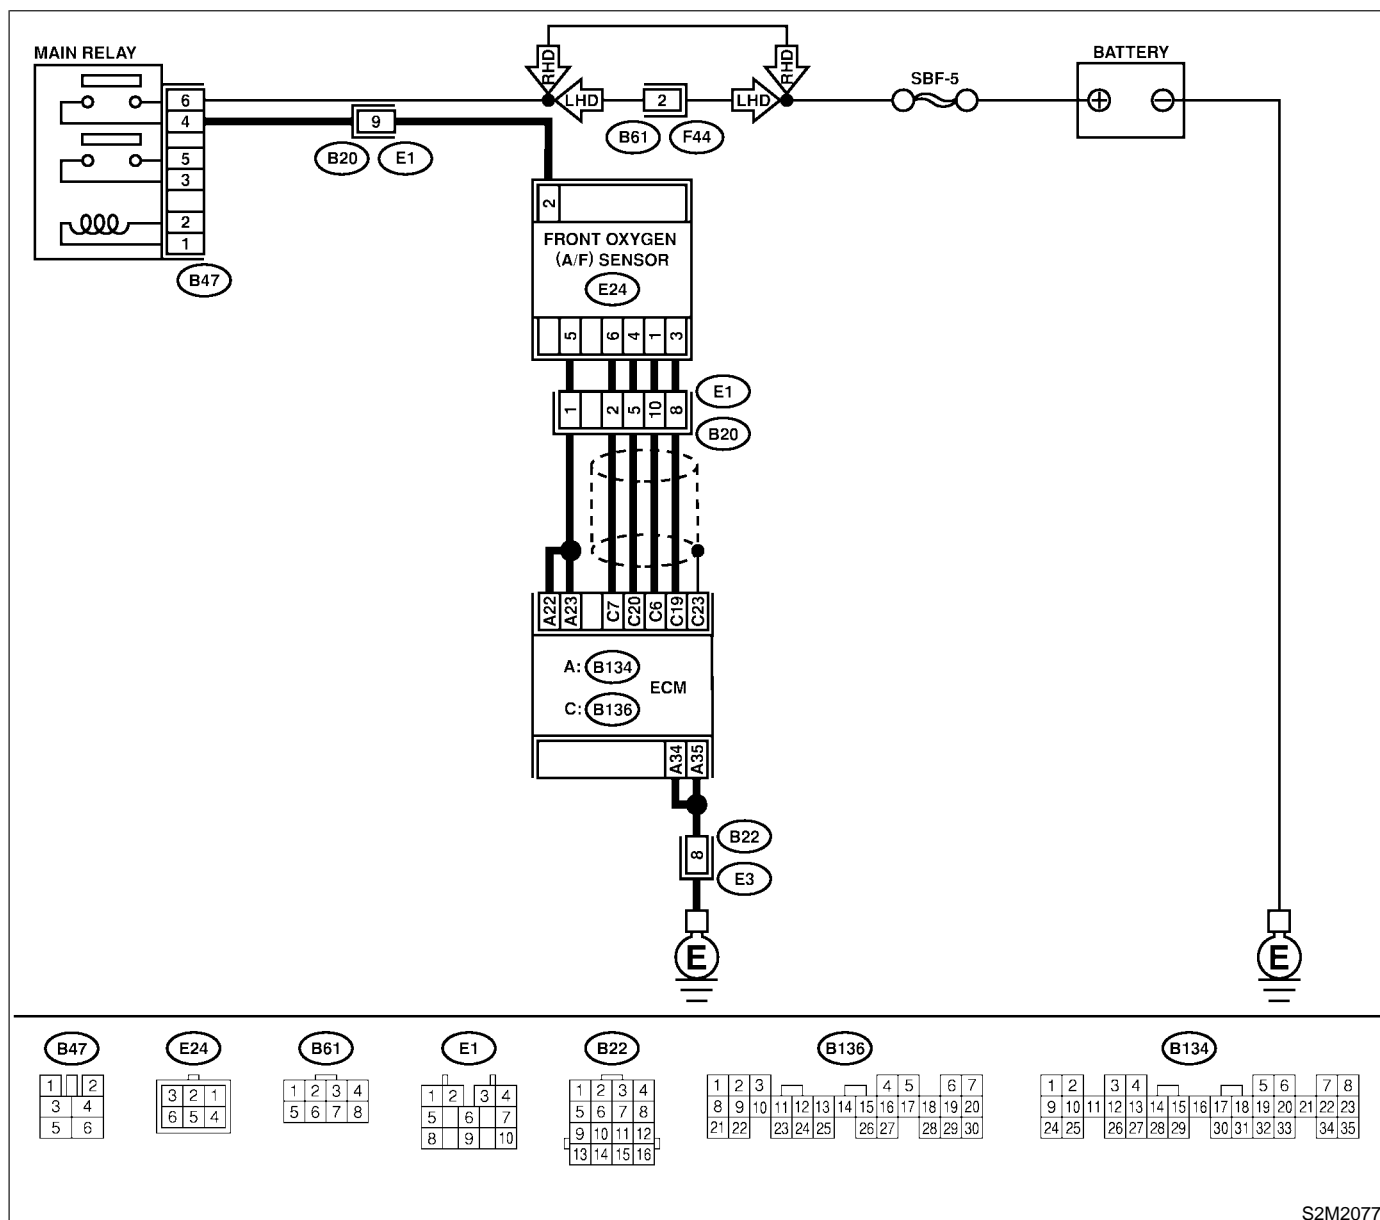 MAIN RELAY
6
4
5
3
2
1
B47
9
B20 E1
RHD
LHD
2
LHD
RHD
B61 F44
SBF-5
BATTERY
2
FRONT OXYGEN
(A/F) SENSOR
E24
5 6 4 1 3
E1
1 2 5 10 8
B20
A22 A23 C7 C20 C6 C19 C23
A: B134
ECM
C: B136
A34 A35
B22
8
E3
E
E
B47
1 2
3 4
5 6
E24
3 2 1
6 5 4
B61
1 2 3 4
5 6 7 8
E1
1 2 3 4
5 6 7
8 9 10
B22
1 2 3 4
5 6 7 8
9 10 11 12
13 14 15 16
B136
1 2 3 4 5 6 7
8 9 10 11 12 13 14 15 16 17 18 19 20
21 22 23 24 25 26 27 28 29 30
B134
1 2 3 4 5 6 7 8
9 10 11 12 13 14 15 16 17 18 19 20 21 22 23
24 25 26 27 28 29 30 31 32 33 34 35
S2M2077